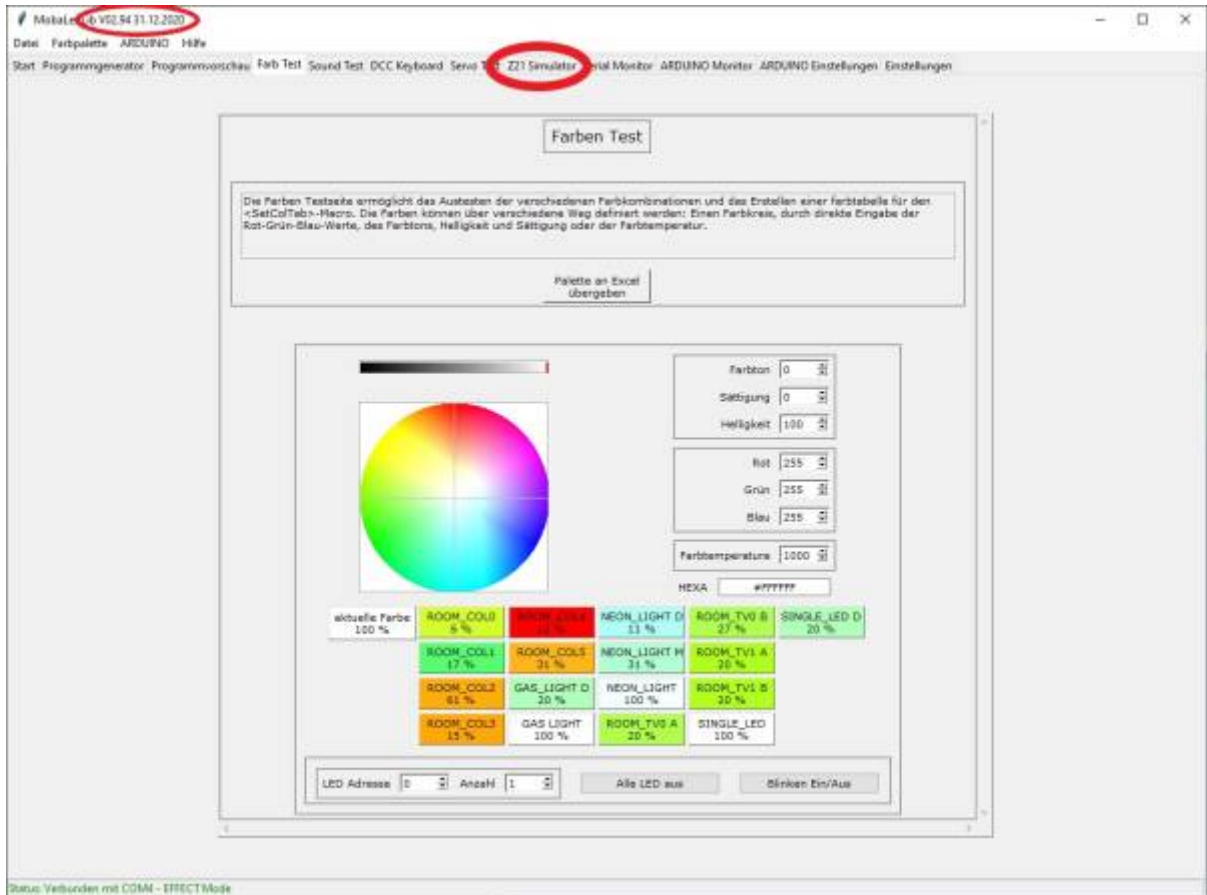 MobaLedLib V02.94 31.12.2020
Datei Farbpalette ARDUINO Hilfe
Start Programmgenerator Programmvorschau Farb Test Sound Test DCC Keyboard Servo Test Z21 Simulator Serial Monitor ARDUINO Monitor ARDUINO Einstellungen Einstellungen
Farben Test
Die Farben Testseite ermöglicht das Austesten der verschiedenen Farbkombinationen und das Erstellen einer farbtabelle für den
<SetColTab>-Macro. Die Farben können über verschiedene Weg definiert werden: Einen Farbkreis, durch direkte Eingabe der
Rot-Grün-Blau-Werte, des Farbtons, Helligkeit und Sättigung oder der Farbtemperatur.
Palette an Excel
übergeben
Farbton 0
Sättigung 0
Helligkeit 100
Rot 255
Grün 255
Blau 255
Farbtemperature 1000
HEXA #FFFFFF
aktuelle Farbe ROOM_COL0 NEON_LIGHT D ROOM_TV0 B SINGLE_LED D
100 % 5 % 11 % 27 % 20 %
ROOM_COL1 ROOM_COL5 NEON_LIGHT M ROOM_TV1 A
17 % 31 % 31 % 20 %
ROOM_COL2 GAS_LIGHT D NEON_LIGHT ROOM_TV1 B
61 % 20 % 100 % 20 %
ROOM_COL3 GAS LIGHT ROOM_TV0 A SINGLE_LED
15 % 100 % 20 % 100 %
LED Adresse 0 Anzahl 1 Alle LED aus Blinken Ein/Aus
Status: Verbunden mit COM4 - EFFECT Mode